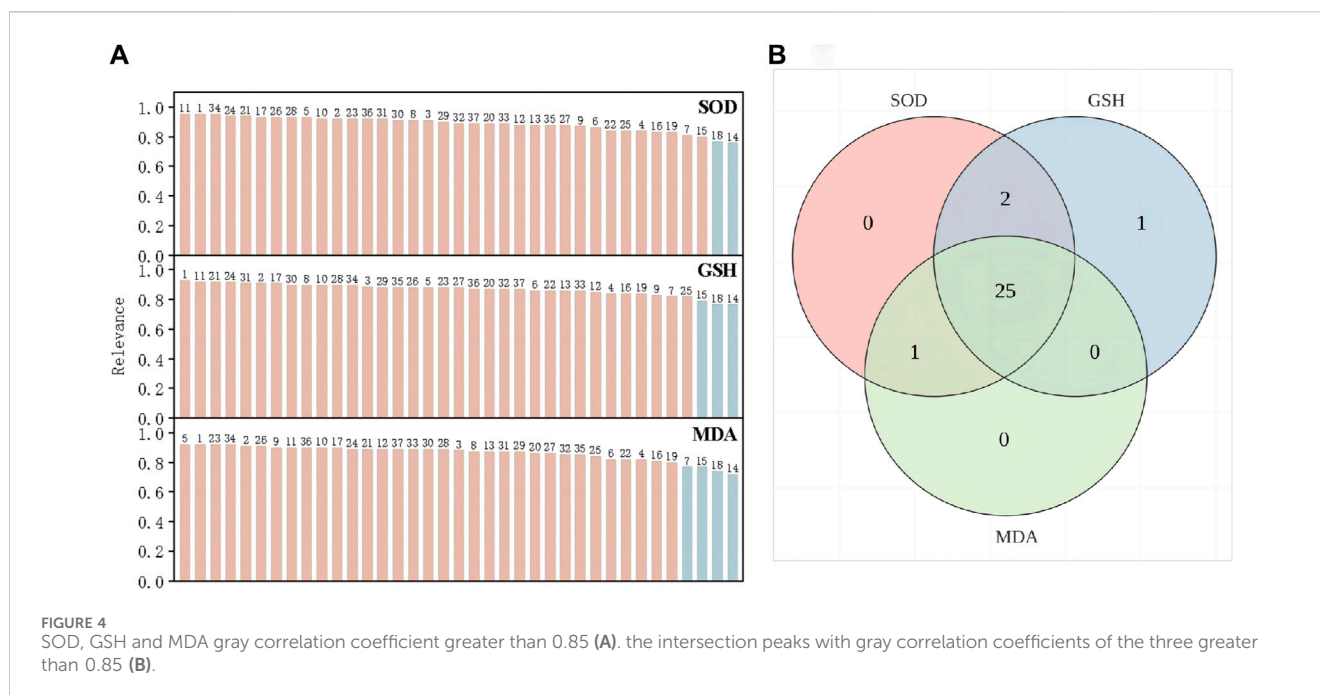 A
B
SOD
11 1 34 24 21 17 26 28 5 10 2 23 36 31 30 8 3 29 32 37 20 33 12 13 35 27 9 6 22 25 4 16 19 7 15 18 14
1.0
0.8
0.6
0.4
0.2
0.0
GSH
1 11 21 24 31 2 17 30 8 10 28 34 3 29 35 26 5 23 27 36 20 32 37 6 22 13 33 12 4 16 19 9 7 25 15 18 14
1.0
0.8
0.6
0.4
0.2
0.0
MDA
5 1 23 34 2 26 9 11 36 10 17 24 21 12 37 33 30 28 3 8 13 31 29 20 27 32 35 25 6 22 4 16 19 7 15 18 14
1.0
0.8
0.6
0.4
0.2
0.0
Relevance
SOD
GSH
2
0
1
25
1
0
0
MDA
FIGURE 4
SOD, GSH and MDA gray correlation coefficient greater than 0.85 (A). the intersection peaks with gray correlation coefficients of the three greater
than 0.85 (B).